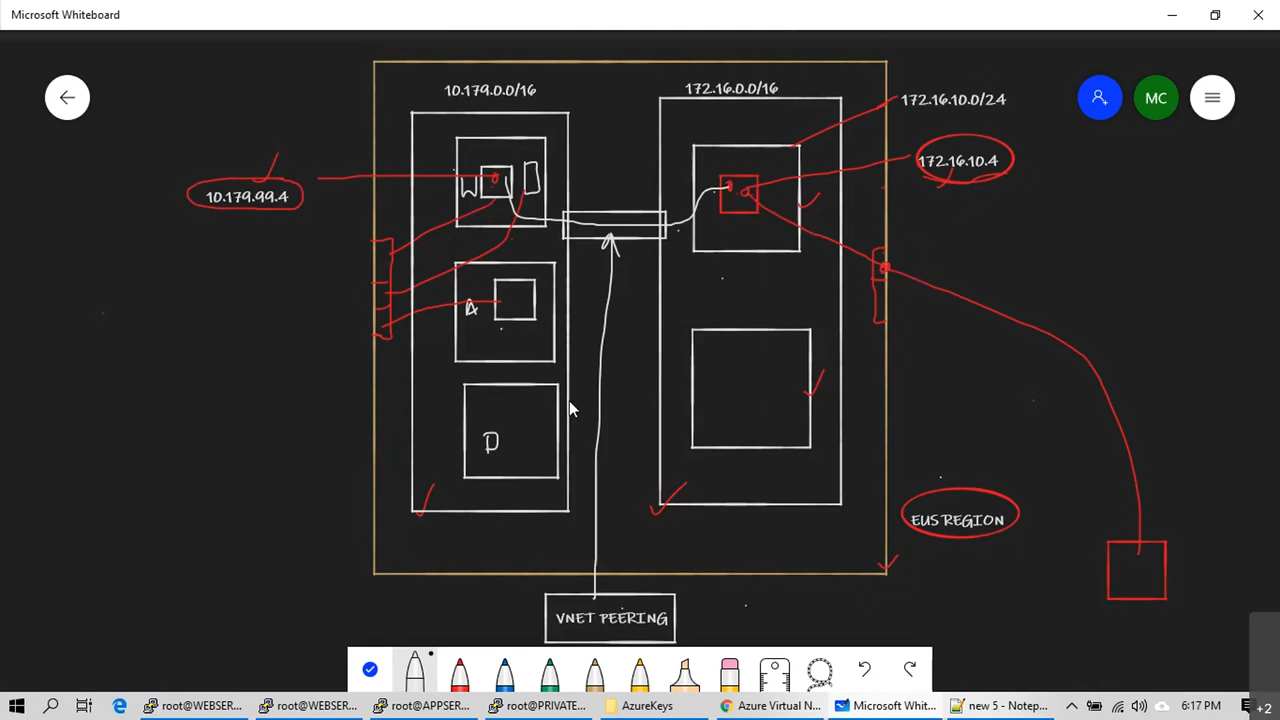 Microsoft Whiteboard
10.179.0.0/16
172.16.0.0/16
172.16.10.0/24
MC
172.16.10.4
10.179.99.4
W
A
D
EUS REGION
VNET PEERING
root@WEBSER...
root@WEBSER...
root@APPSER...
root@PRIVATE...
AzureKeys
Azure Virtual N...
Microsoft Whit...
new 5 - Notep...
6:17 PM
+2